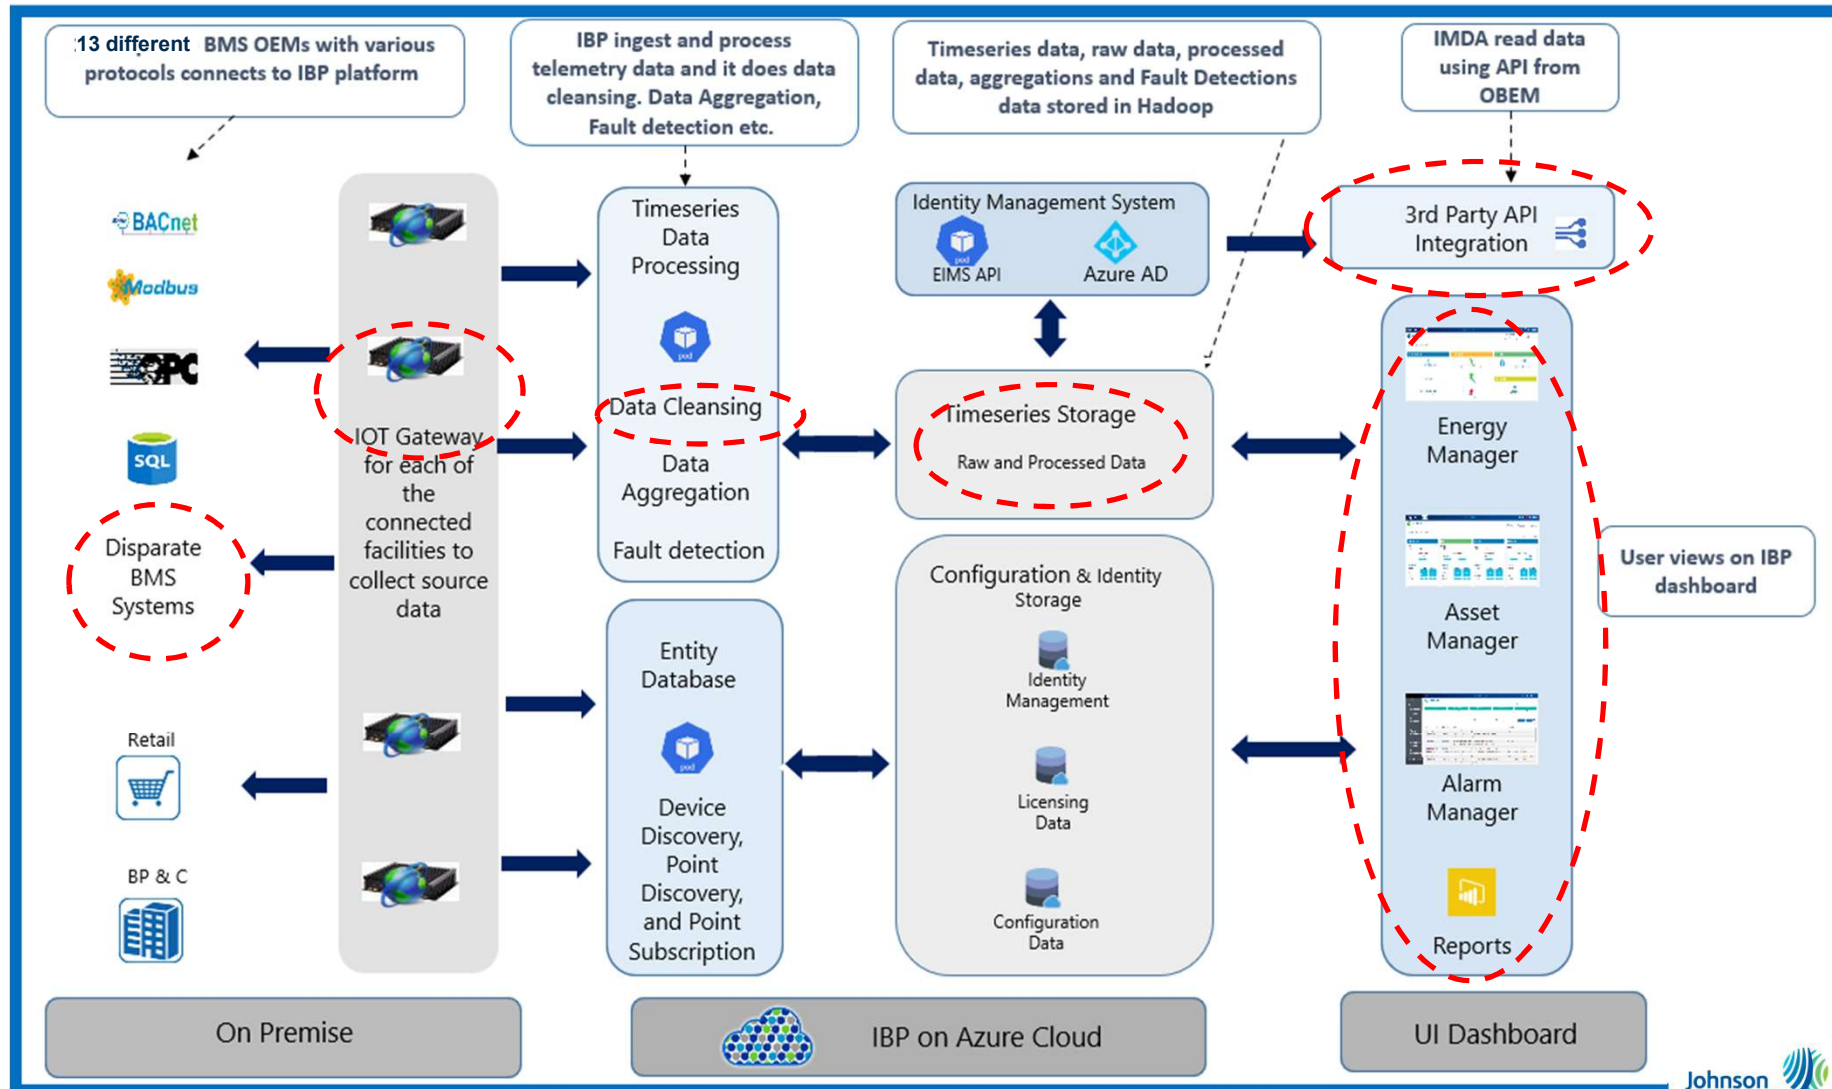 13 different BMS OEMs with various
protocols connects to IBP platform
IBP ingest and process
telemetry data and it does data
cleansing. Data Aggregation,
Fault detection etc.
Timeseries data, raw data, processed
data, aggregations and Fault Detections
data stored in Hadoop
IMDA read data
using API from
OBEM
BACnet
Modbus
OPC
SQL
Disparate
BMS
Systems
Retail
BP & C
IOT Gateway
for each of
the
connected
facilities to
collect source
data
Timeseries
Data
Processing
pod
Data Cleansing
Data
Aggregation
Fault detection
Entity
Database
pod
Device
Discovery,
Point
Discovery,
and Point
Subscription
Identity Management System
pod
EIMS API
Azure AD
Timeseries Storage
Raw and Processed Data
Configuration & Identity
Storage
Identity
Management
Licensing
Data
Configuration
Data
3rd Party API
Integration
Energy
Manager
Asset
Manager
Alarm
Manager
Reports
User views on IBP
dashboard
On Premise
IBP on Azure Cloud
UI Dashboard
Johnson